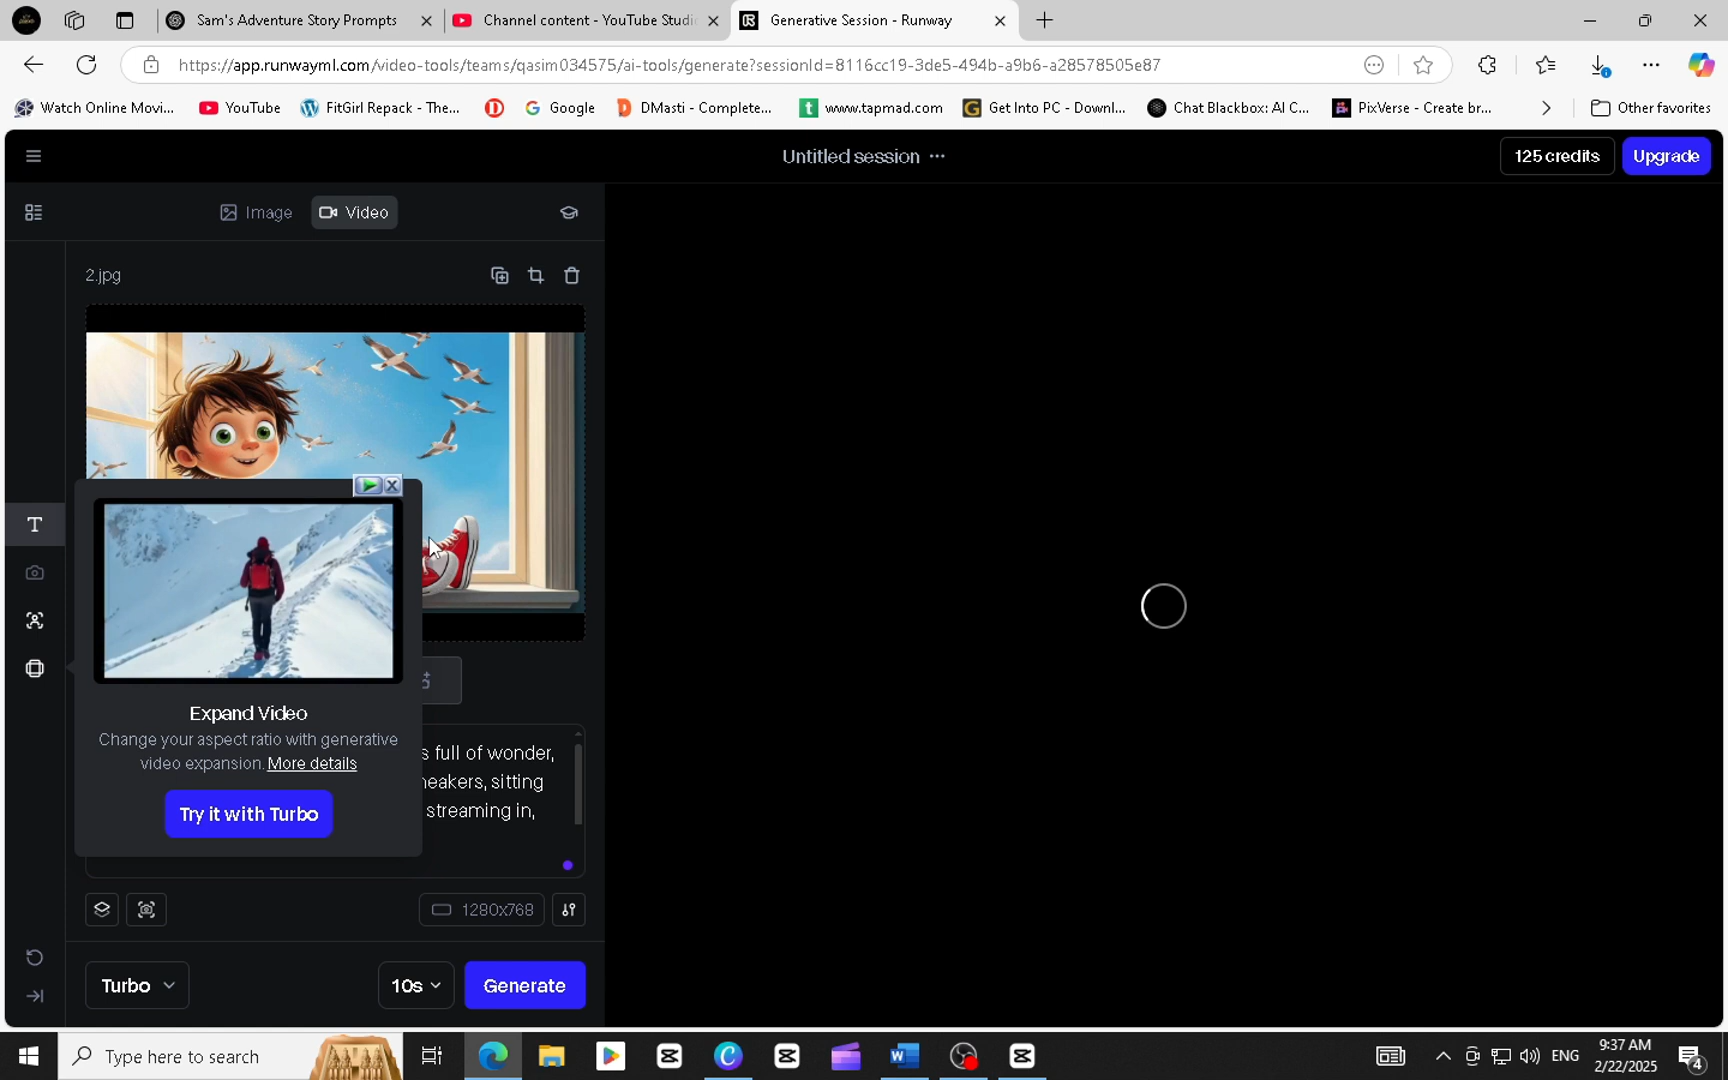 Sam's Adventure Story Prompts
Channel content - YouTube Studi
Generative Session - Runway
https://app.runwayml.com/video-tools/teams/qasim034575/ai-tools/generate?sessionId=8116cc19-3de5-494b-a9b6-a28578505e87
Watch Online Movi...
YouTube
FitGirl Repack - The...
Google
DMasti - Complete...
www.tapmad.com
Get Into PC - Downl...
Chat Blackbox: AI C...
PixVerse - Create br...
Other favorites
Untitled session
125 credits
Upgrade
Image
Video
2.jpg
Expand Video
Change your aspect ratio with generative
video expansion. More details
Try it with Turbo
s full of wonder,
neakers, sitting
streaming in,
1280x768
Turbo
10s
Generate
Type here to search
ENG
9:37 AM
2/22/2025
4